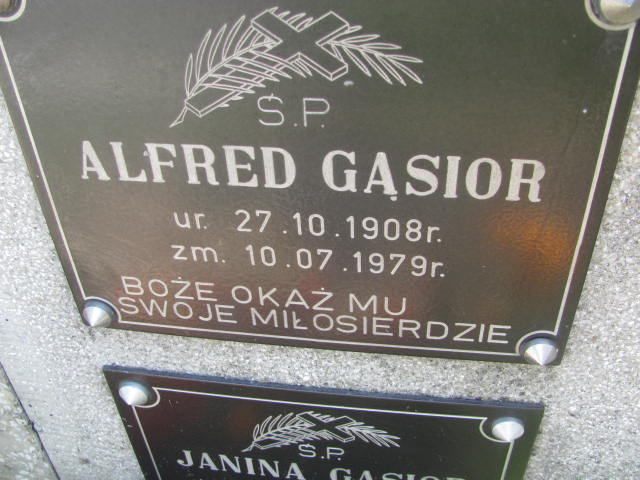 Ś.P.
ALFRED GĄSIOR
ur. 27.10.1908r.
zm. 10.07.1979r.
BOŻE OKAŻ MU
SWOJE MIŁOSIERDZIE
Ś.P.
JANINA GĄSIOR